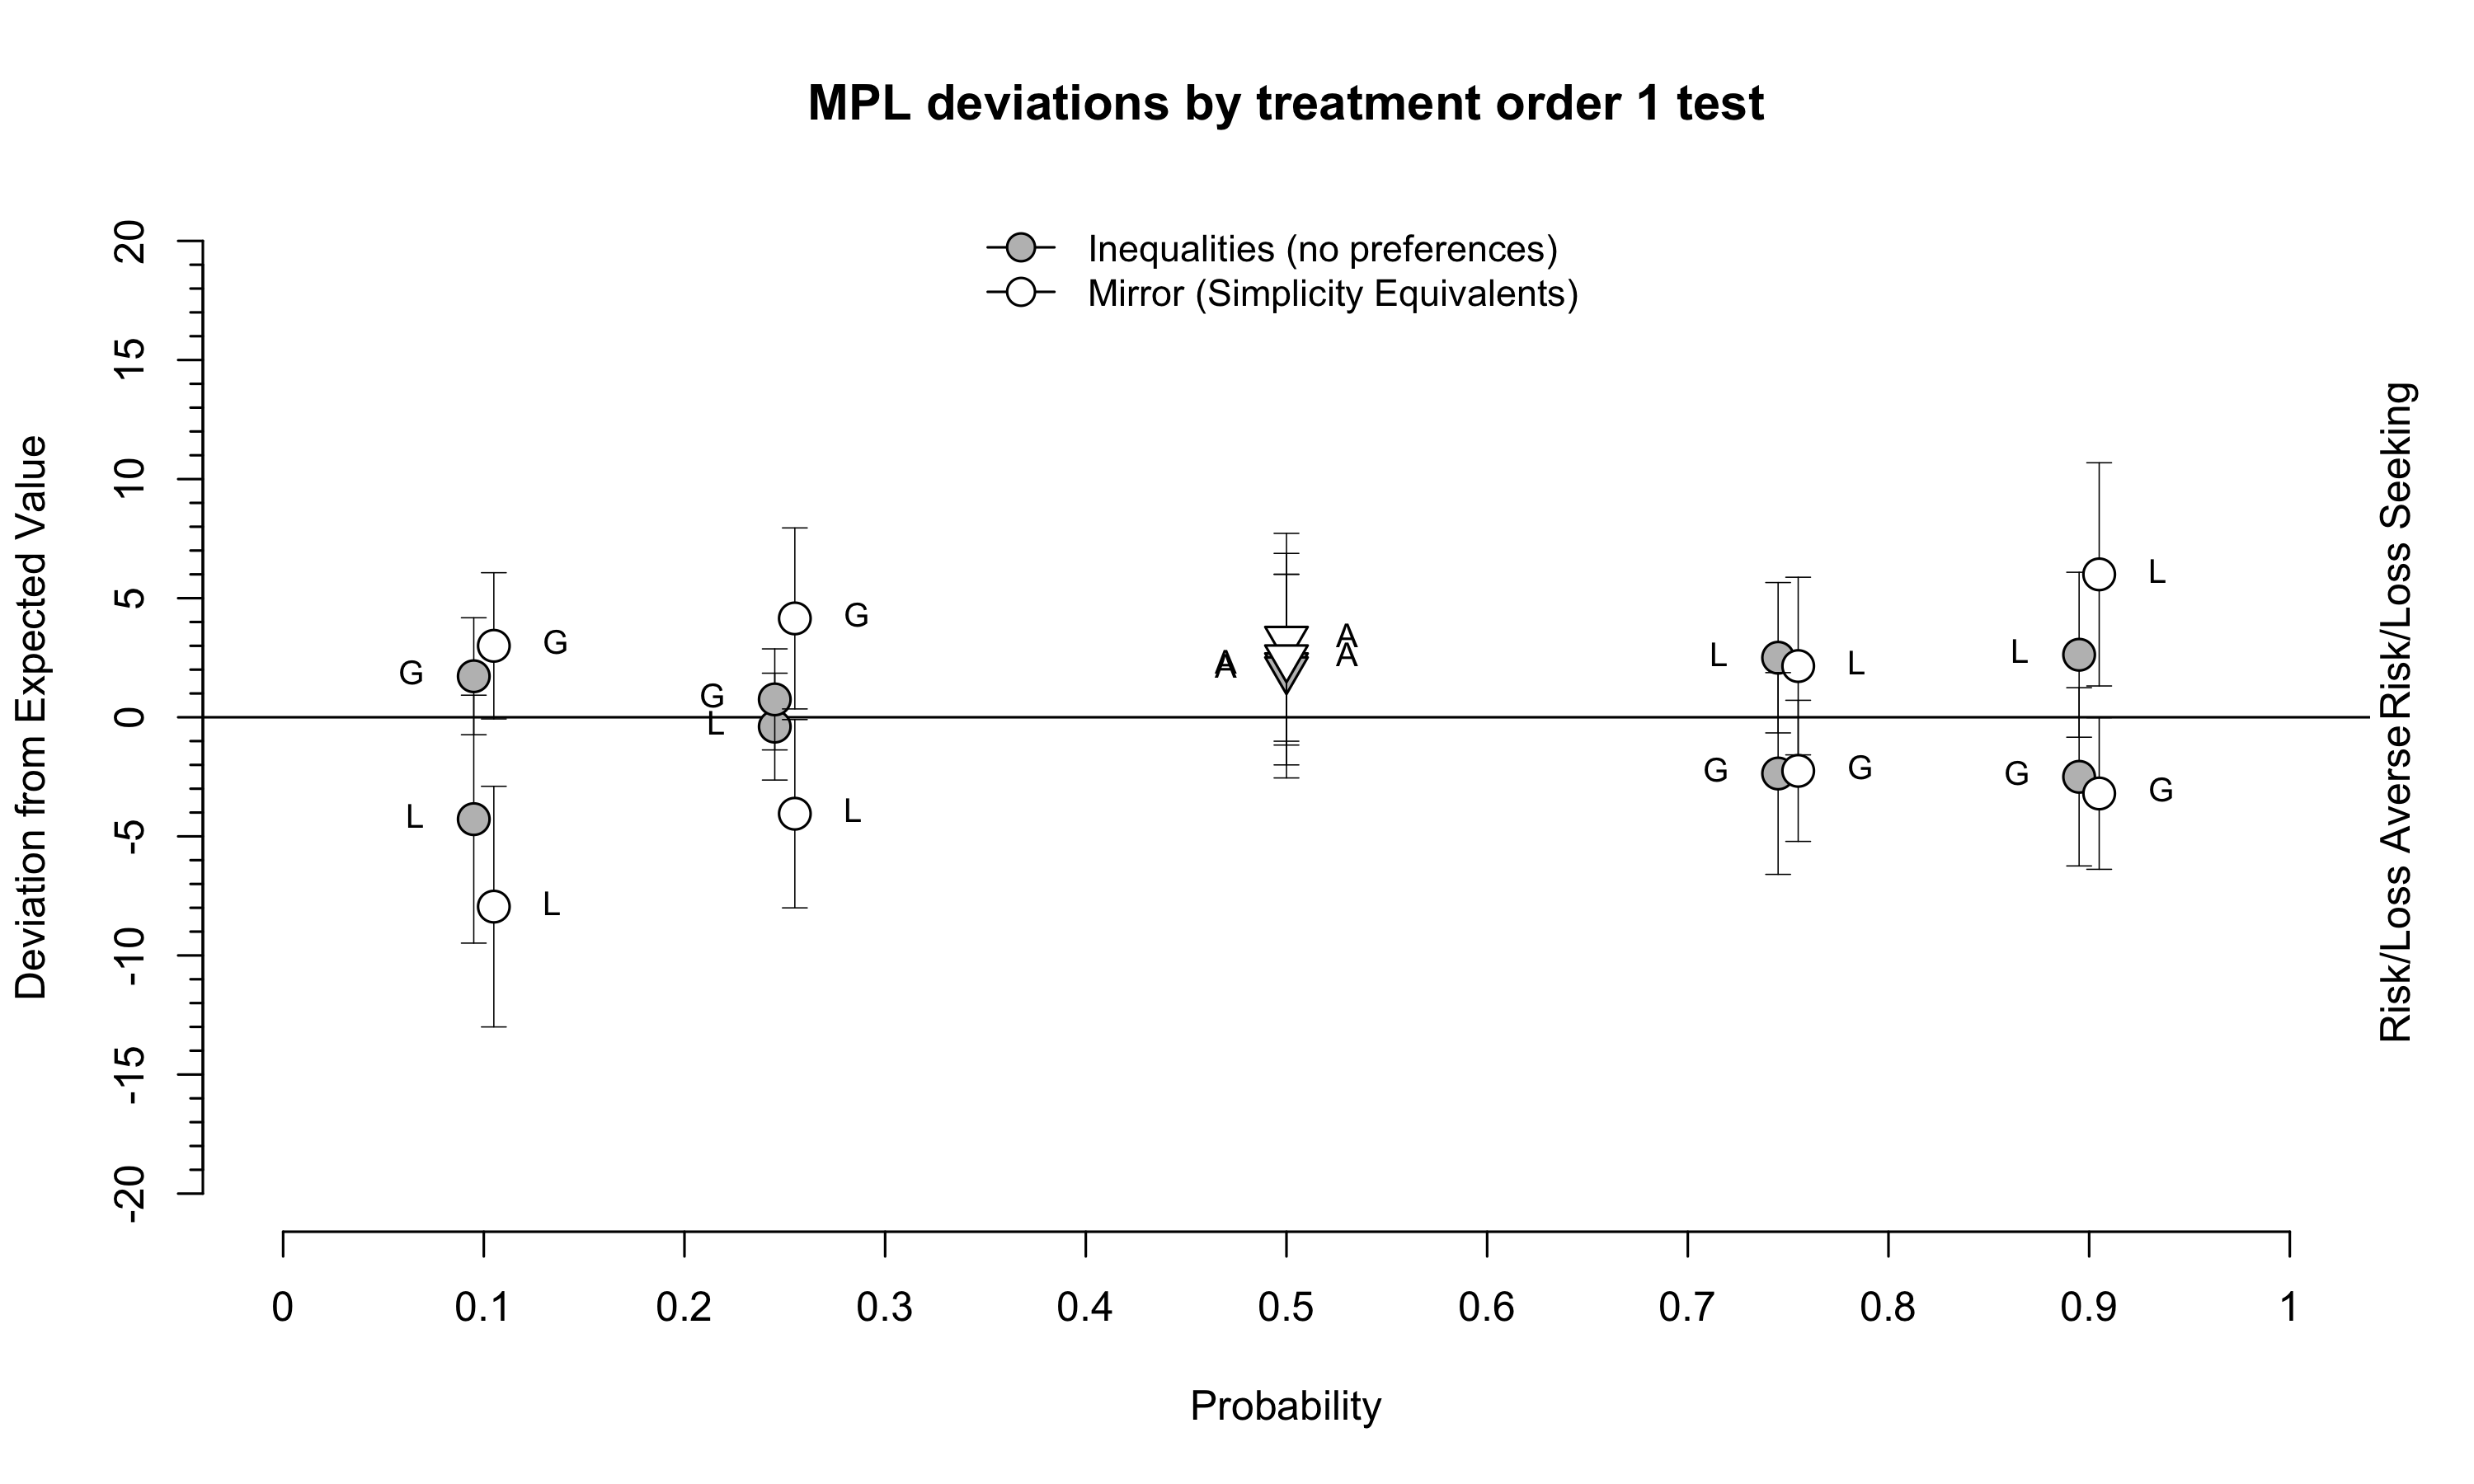 MPL deviations by treatment order 1 test
Inequalities (no preferences)
Mirror (Simplicity Equivalents)
Deviation from Expected Value
20
15
10
5
0
-5
-10
-15
-20
G
G
L
L
G
G
L
L
A
A
A
A
L
L
G
G
L
L
G
G
Risk/Loss Averse
Risk/Loss Seeking
0 0.1 0.2 0.3 0.4 0.5 0.6 0.7 0.8 0.9 1
Probability